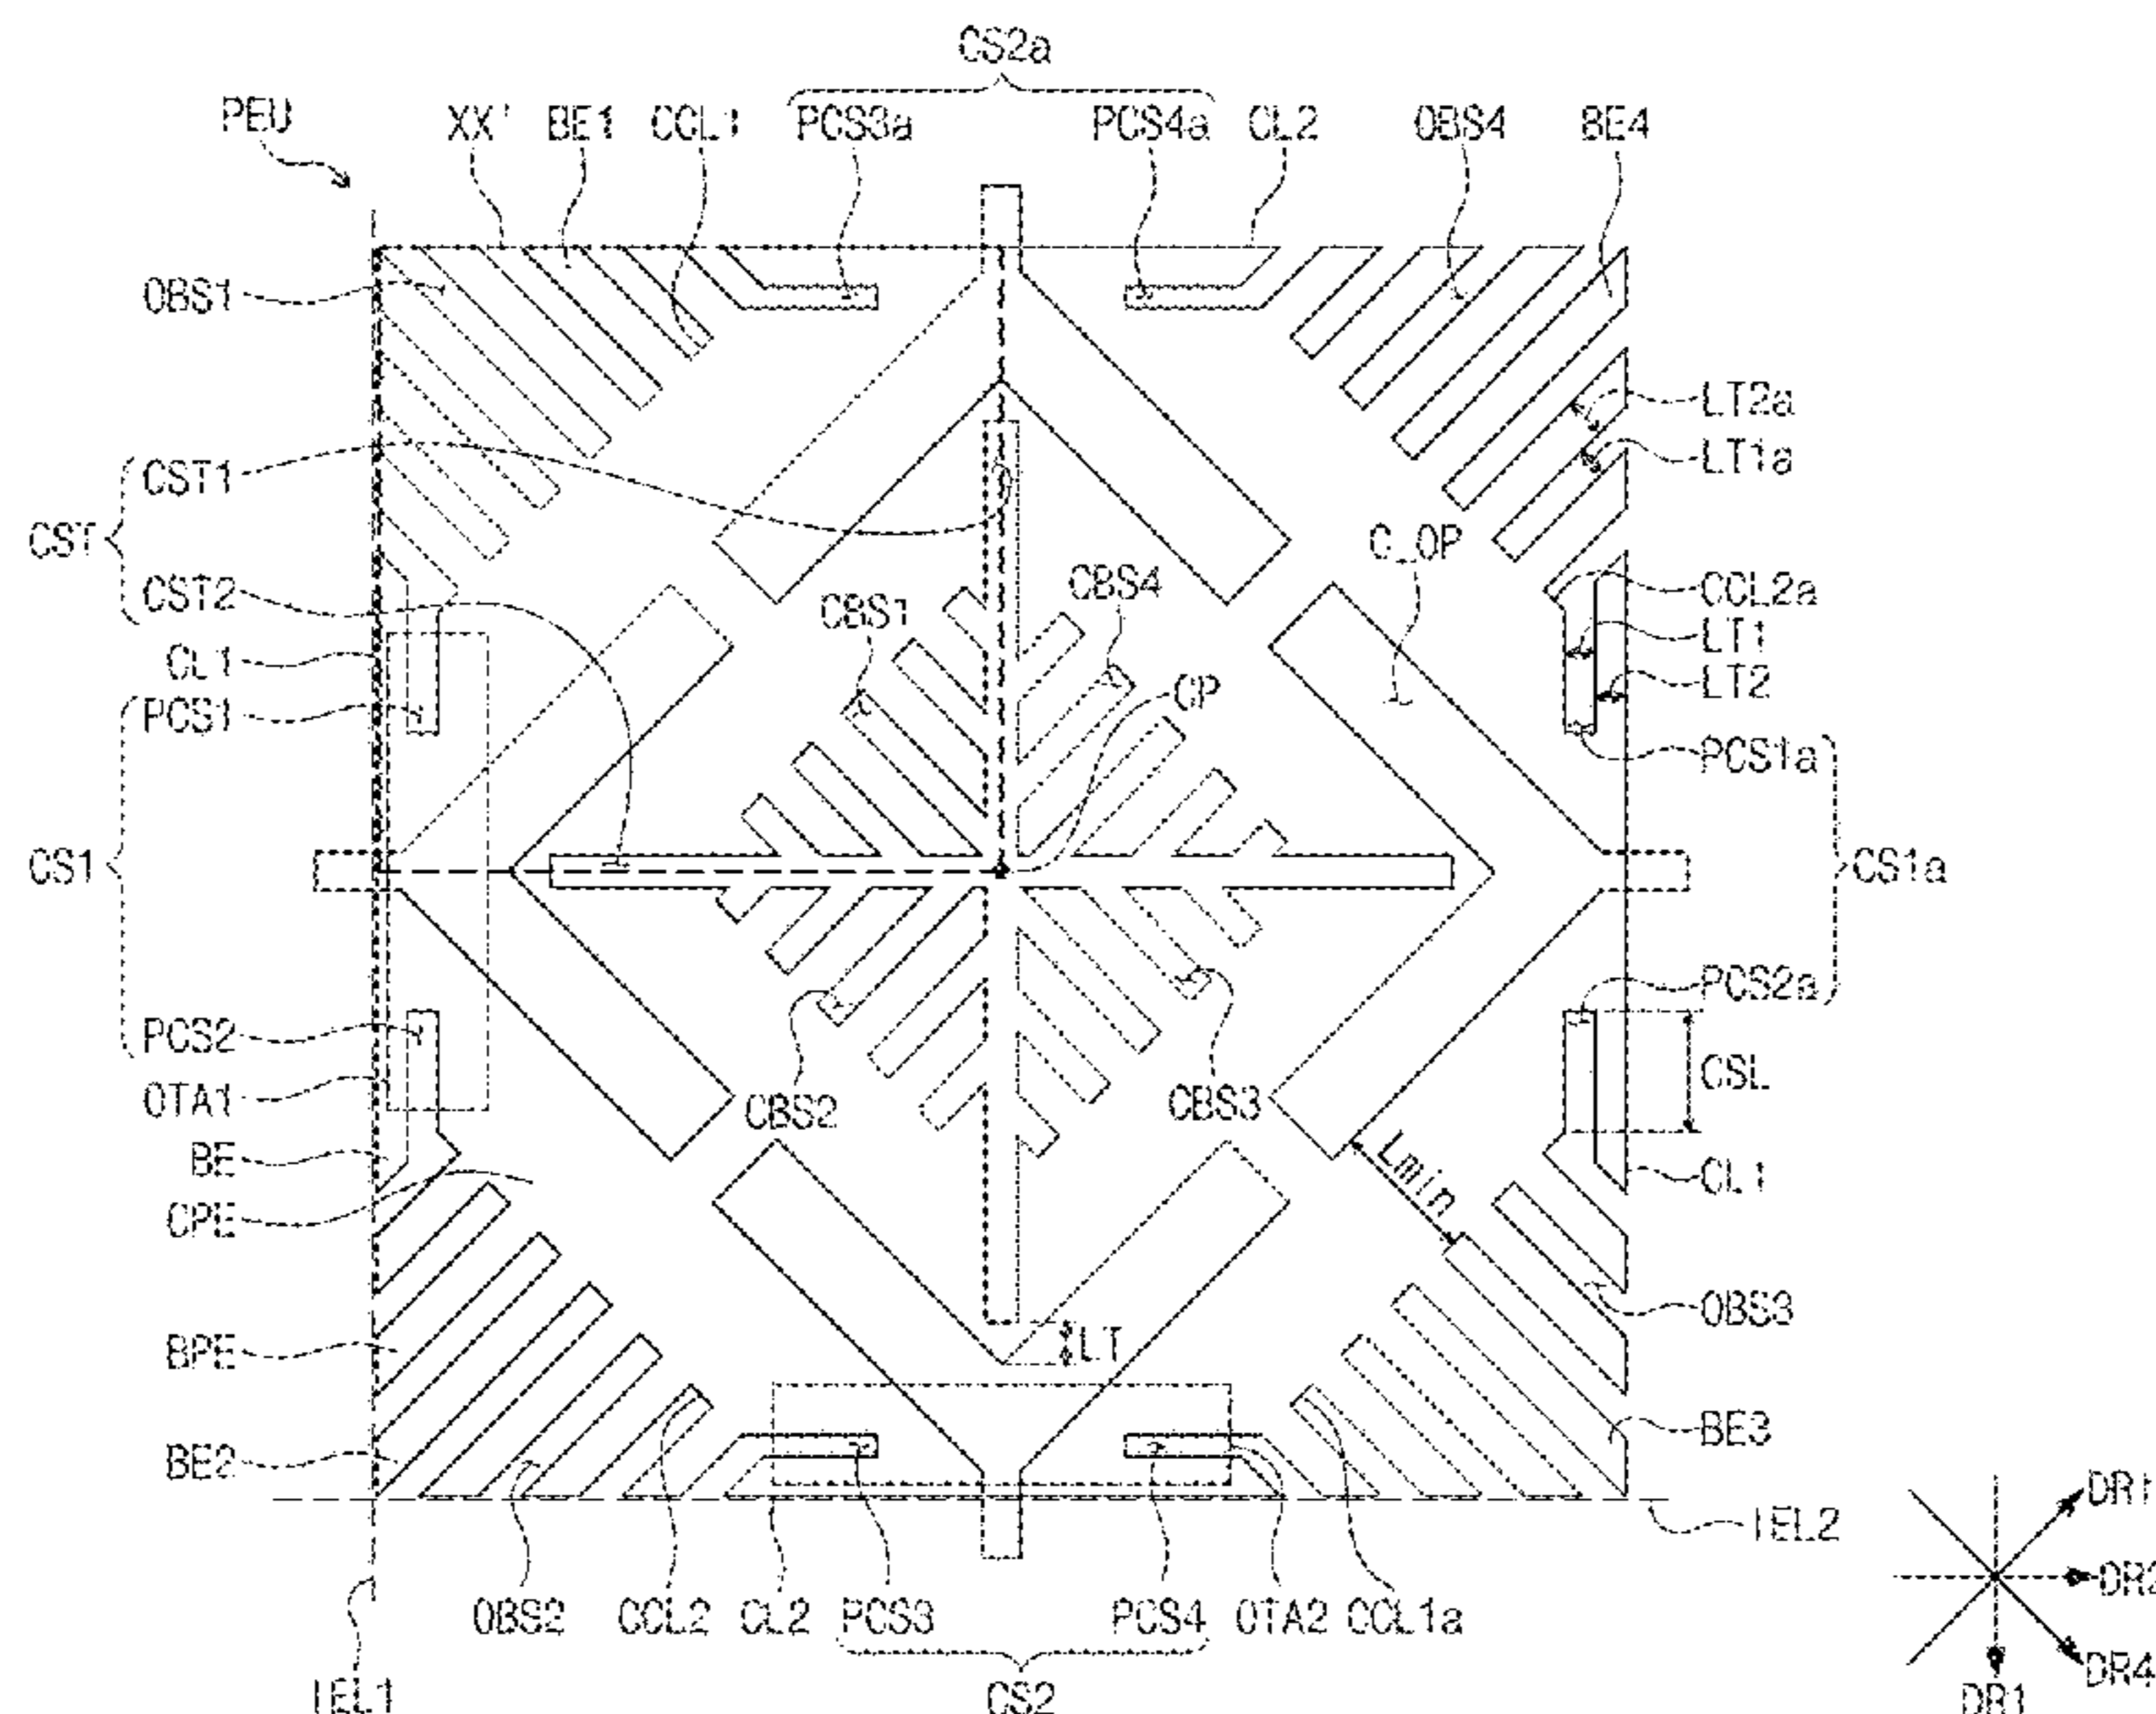 CS2a
PEU XX' BE1 CCL1 PCS3a PCS4a CL2 OBS4 BE4
OBS1
LT2a
CST1 LT1a
CST C_OP
CST2 CBS1 CBS4 CCL2a
CL1 LT1
PCS1 CP LT2
PCS1a
CS1 CS1a
PCS2 PCS2a
OTA1 CBS2 CBS3 CSL
BE Lmin CL1
CPE
OBS3
BPE LT
BE2 BE3
IEL2
DR1
DR2
OBS2 CCL2 CL2 PCS3 PCS4 OTA2 CCL1a
DR4
IEL1 CS2 DR1